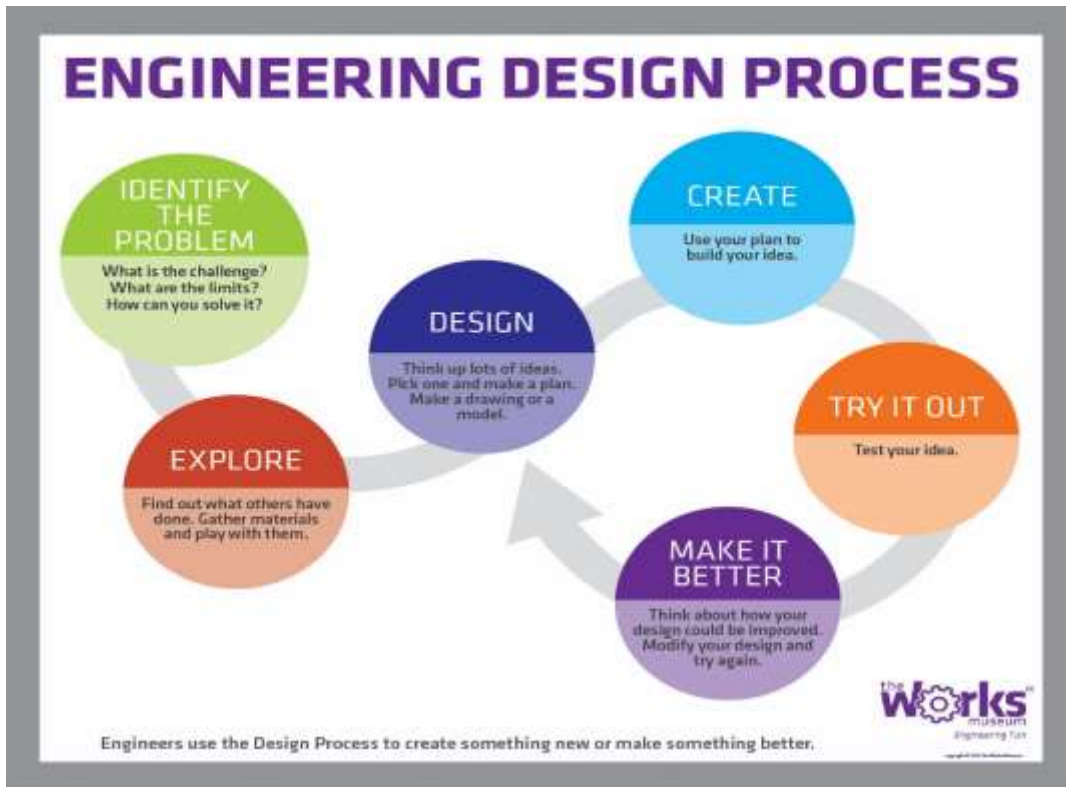 ENGINEERING DESIGN PROCESS
IDENTIFY
THE
PROBLEM
What is the challenge?
What are the limits?
How can you solve it?
EXPLORE
Find out what others have
done. Gather materials
and play with them.
DESIGN
Think up lots of ideas.
Pick one and make a plan.
Make a drawing or a
model.
CREATE
Use your plan to
build your idea.
TRY IT OUT
Test your idea.
MAKE IT
BETTER
Think about how your
design could be improved.
Modify your design and
try again.
the
Works
museum
Engineering Fun
Engineers use the Design Process to create something new or make something better.